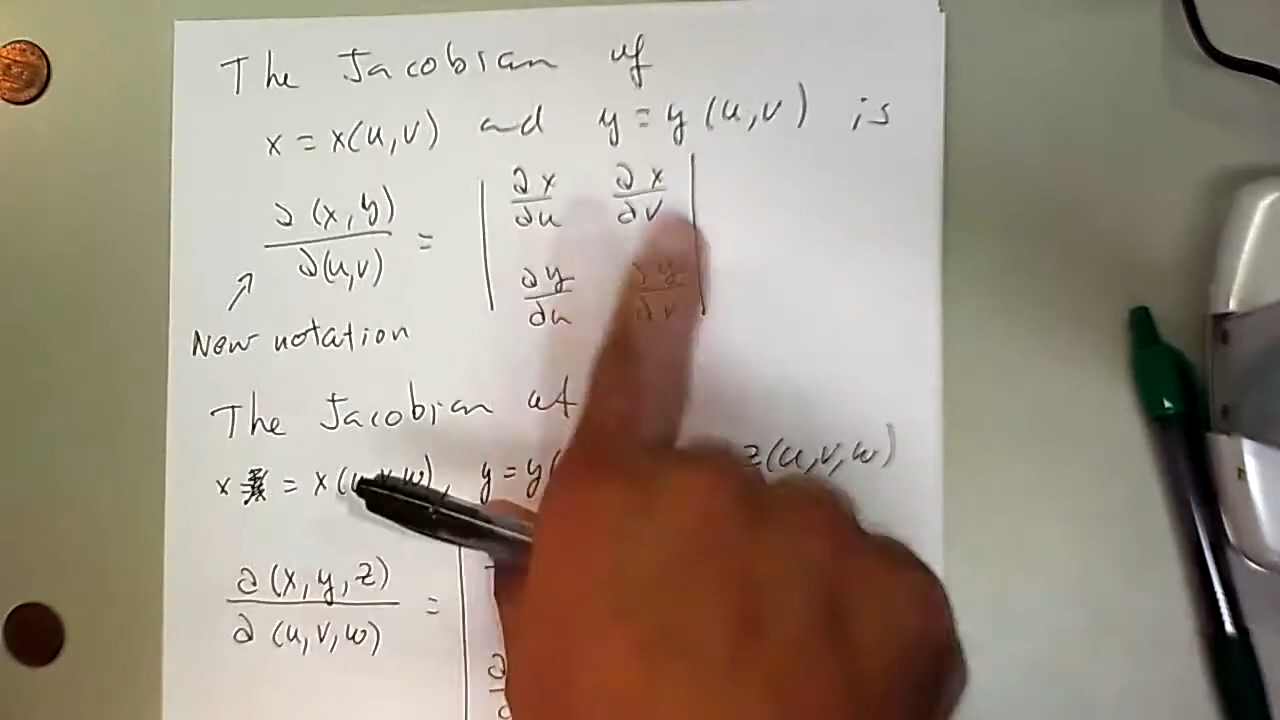 The Jacobian of
x = x(u,v) and y = y(u,v) is
∂(x,y)/∂(u,v) = | ∂x/∂u ∂x/∂v |
| ∂y/∂u ∂y/∂v |
↗
New notation
The Jacobian of
x = x(u,v,w), y = y( z(u,v,w)
∂(x,y,z)/∂(u,v,w) = |